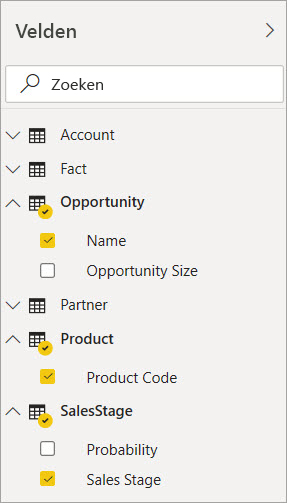 Velden
Zoeken
Account
Fact
Opportunity
Name
Opportunity Size
Partner
Product
Product Code
SalesStage
Probability
Sales Stage